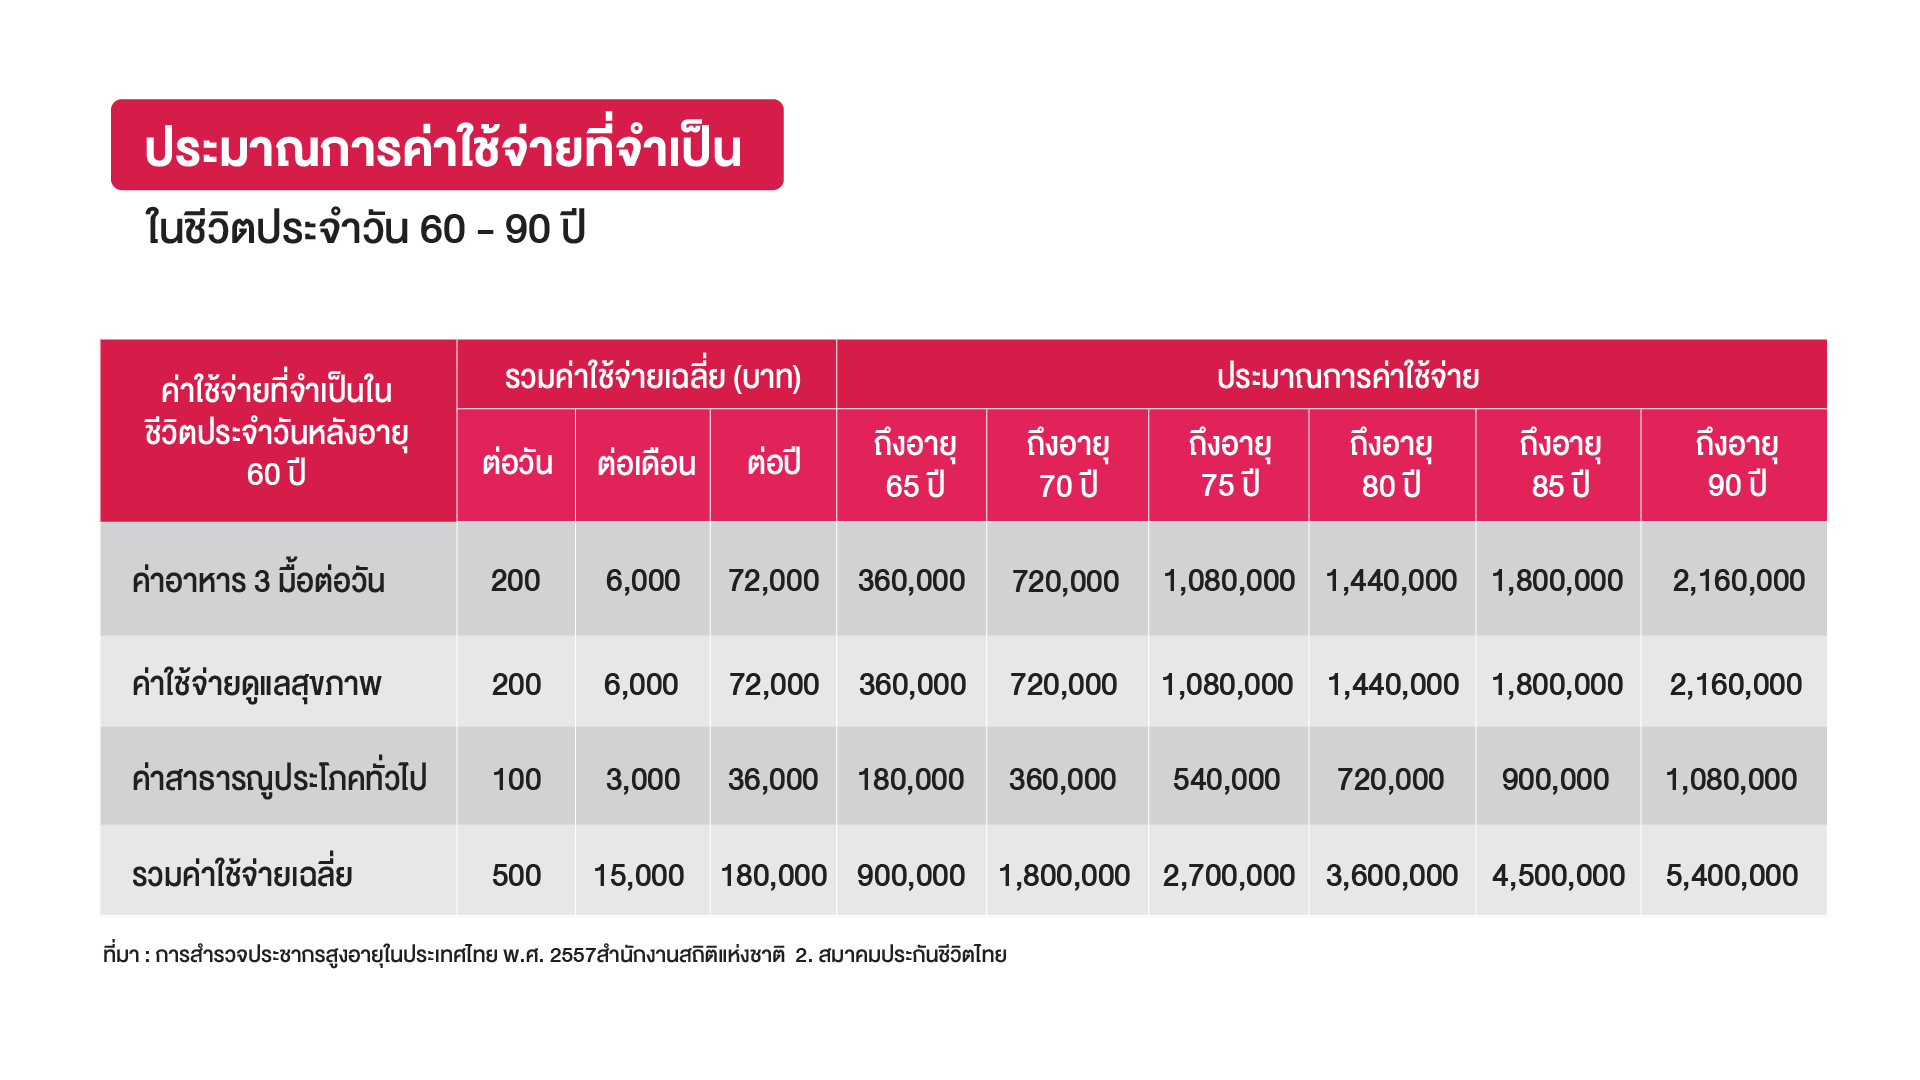 ประมาณการค่าใช้จ่ายที่จำเป็น
ในชีวิตประจำวัน 60 - 90 ปี
ค่าใช้จ่ายที่จำเป็นใน
ชีวิตประจำวันหลังอายุ
60 ปี
รวมค่าใช้จ่ายเฉลี่ย (บาท)
ประมาณการค่าใช้จ่าย
ต่อวัน
ต่อเดือน
ต่อปี
ถึงอายุ
65 ปี
ถึงอายุ
70 ปี
ถึงอายุ
75 ปี
ถึงอายุ
80 ปี
ถึงอายุ
85 ปี
ถึงอายุ
90 ปี
ค่าอาหาร 3 มื้อต่อวัน 200 6,000 72,000 360,000 720,000 1,080,000 1,440,000 1,800,000 2,160,000
ค่าใช้จ่ายดูแลสุขภาพ 200 6,000 72,000 360,000 720,000 1,080,000 1,440,000 1,800,000 2,160,000
ค่าสาธารณูประโภคทั่วไป 100 3,000 36,000 180,000 360,000 540,000 720,000 900,000 1,080,000
รวมค่าใช้จ่ายเฉลี่ย 500 15,000 180,000 900,000 1,800,000 2,700,000 3,600,000 4,500,000 5,400,000
ที่มา : การสำรวจประชากรสูงอายุในประเทศไทย พ.ศ. 2557สำนักงานสถิติแห่งชาติ 2. สมาคมประกันชีวิตไทย